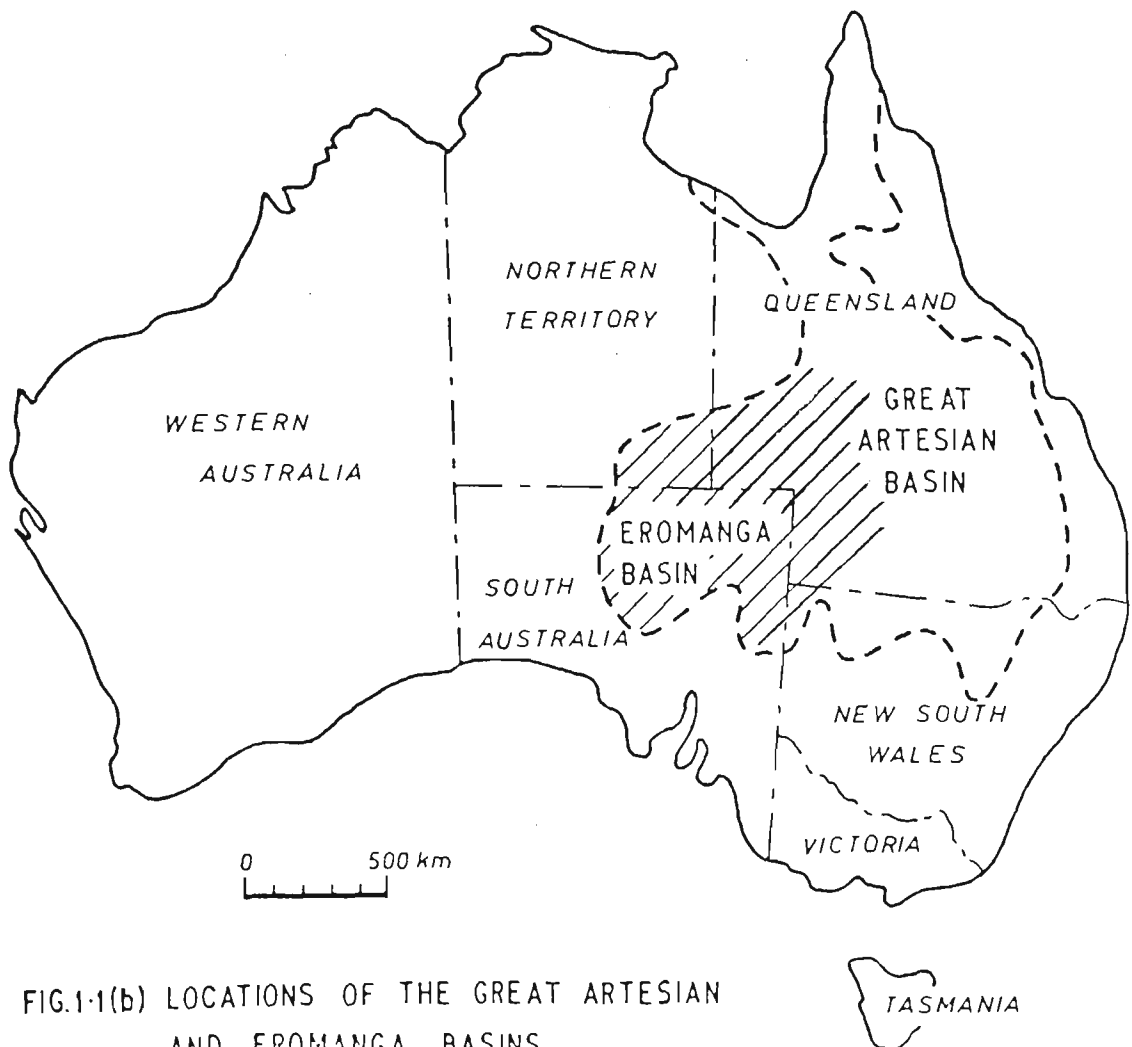 NORTHERN
TERRITORY
QUEENSLAND
WESTERN
AUSTRALIA
GREAT
ARTESIAN
BASIN
EROMANGA
BASIN
SOUTH
AUSTRALIA
NEW SOUTH
WALES
VICTORIA
0 500 km
TASMANIA
FIG.1·1(b) LOCATIONS OF THE GREAT ARTESIAN
AND EROMANGA BASINS